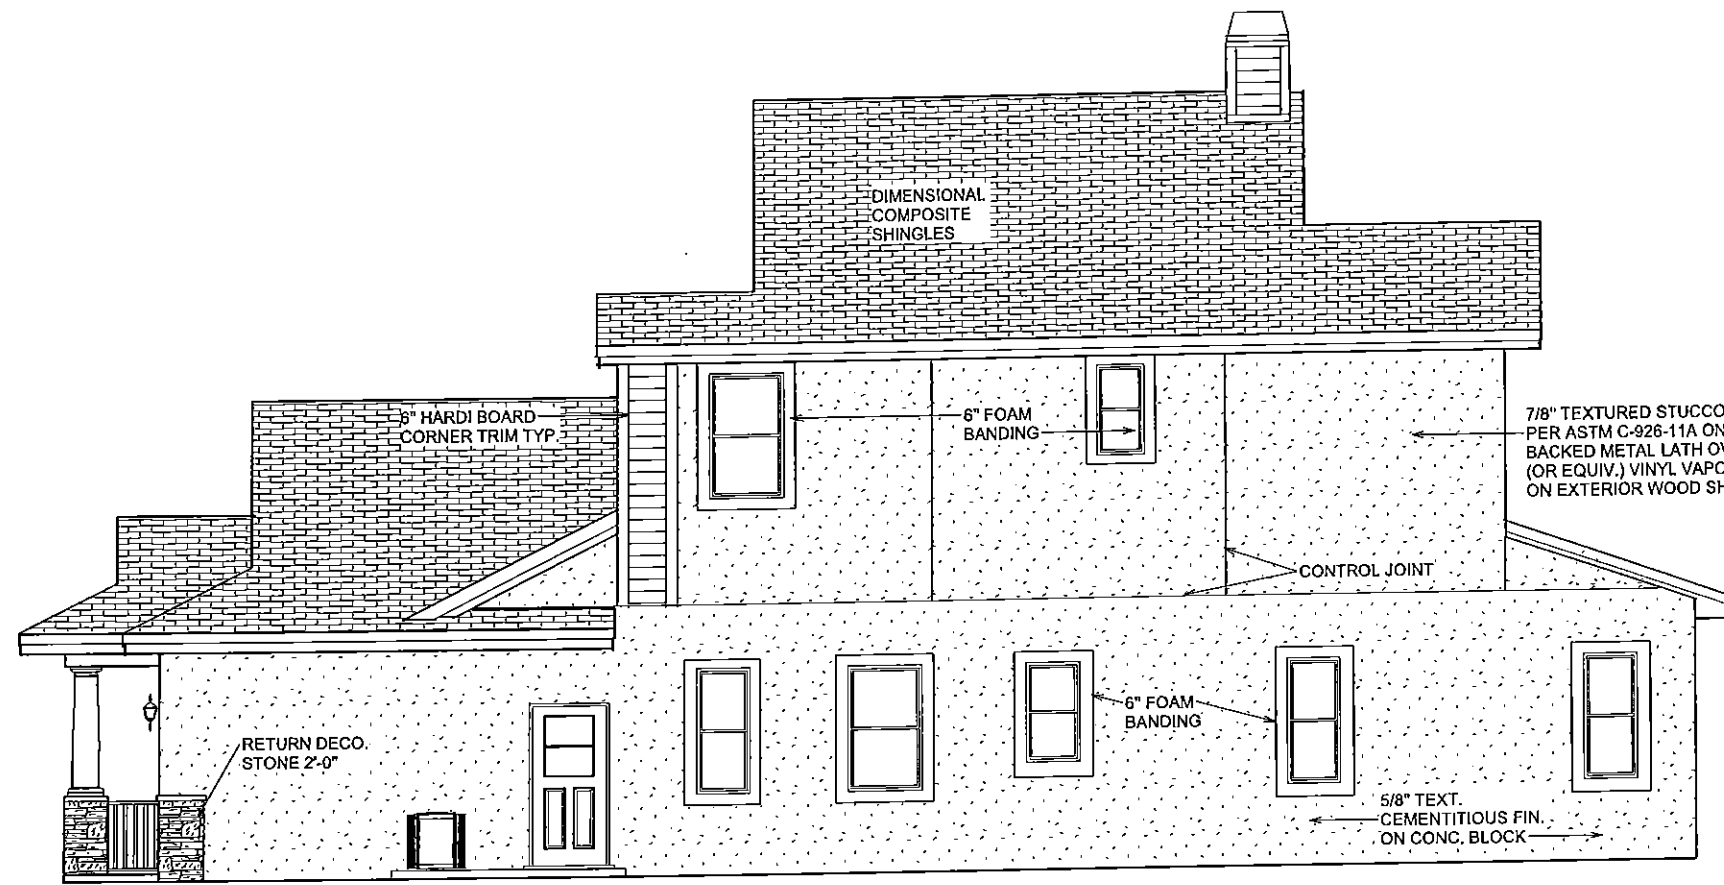 DIMENSIONAL
COMPOSITE
SHINGLES
6" HARDI BOARD
CORNER TRIM TYP.
6" FOAM
BANDING
7/8" TEXTURED STUCCO
PER ASTM C-926-11A ON
BACKED METAL LATH OV
(OR EQUIV.) VINYL VAPO
ON EXTERIOR WOOD SH
CONTROL JOINT
6" FOAM
BANDING
RETURN DECO.
STONE 2'-0"
5/8" TEXT.
CEMENTITIOUS FIN.
ON CONC. BLOCK